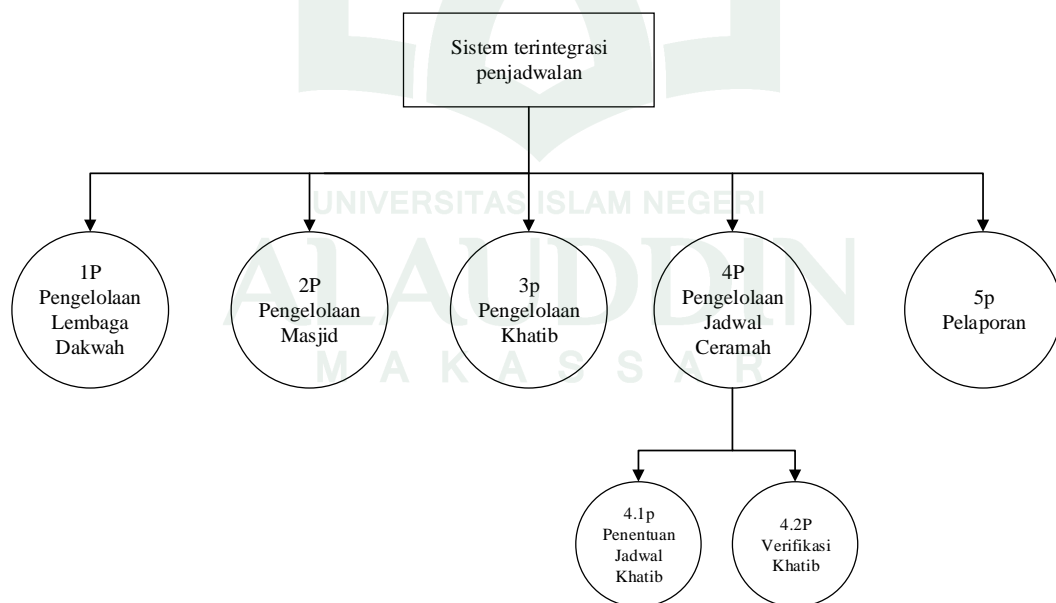 Sistem terintegrasi
penjadwalan
UNIVERSITAS ISLAM NEGERI
ALAUDDIN
MAKASSAR
1P
Pengelolaan
Lembaga
Dakwah
2P
Pengelolaan
Masjid
3p
Pengelolaan
Khatib
4P
Pengelolaan
Jadwal
Ceramah
5p
Pelaporan
4.1p
Penentuan
Jadwal
Khatib
4.2P
Verifikasi
Khatib